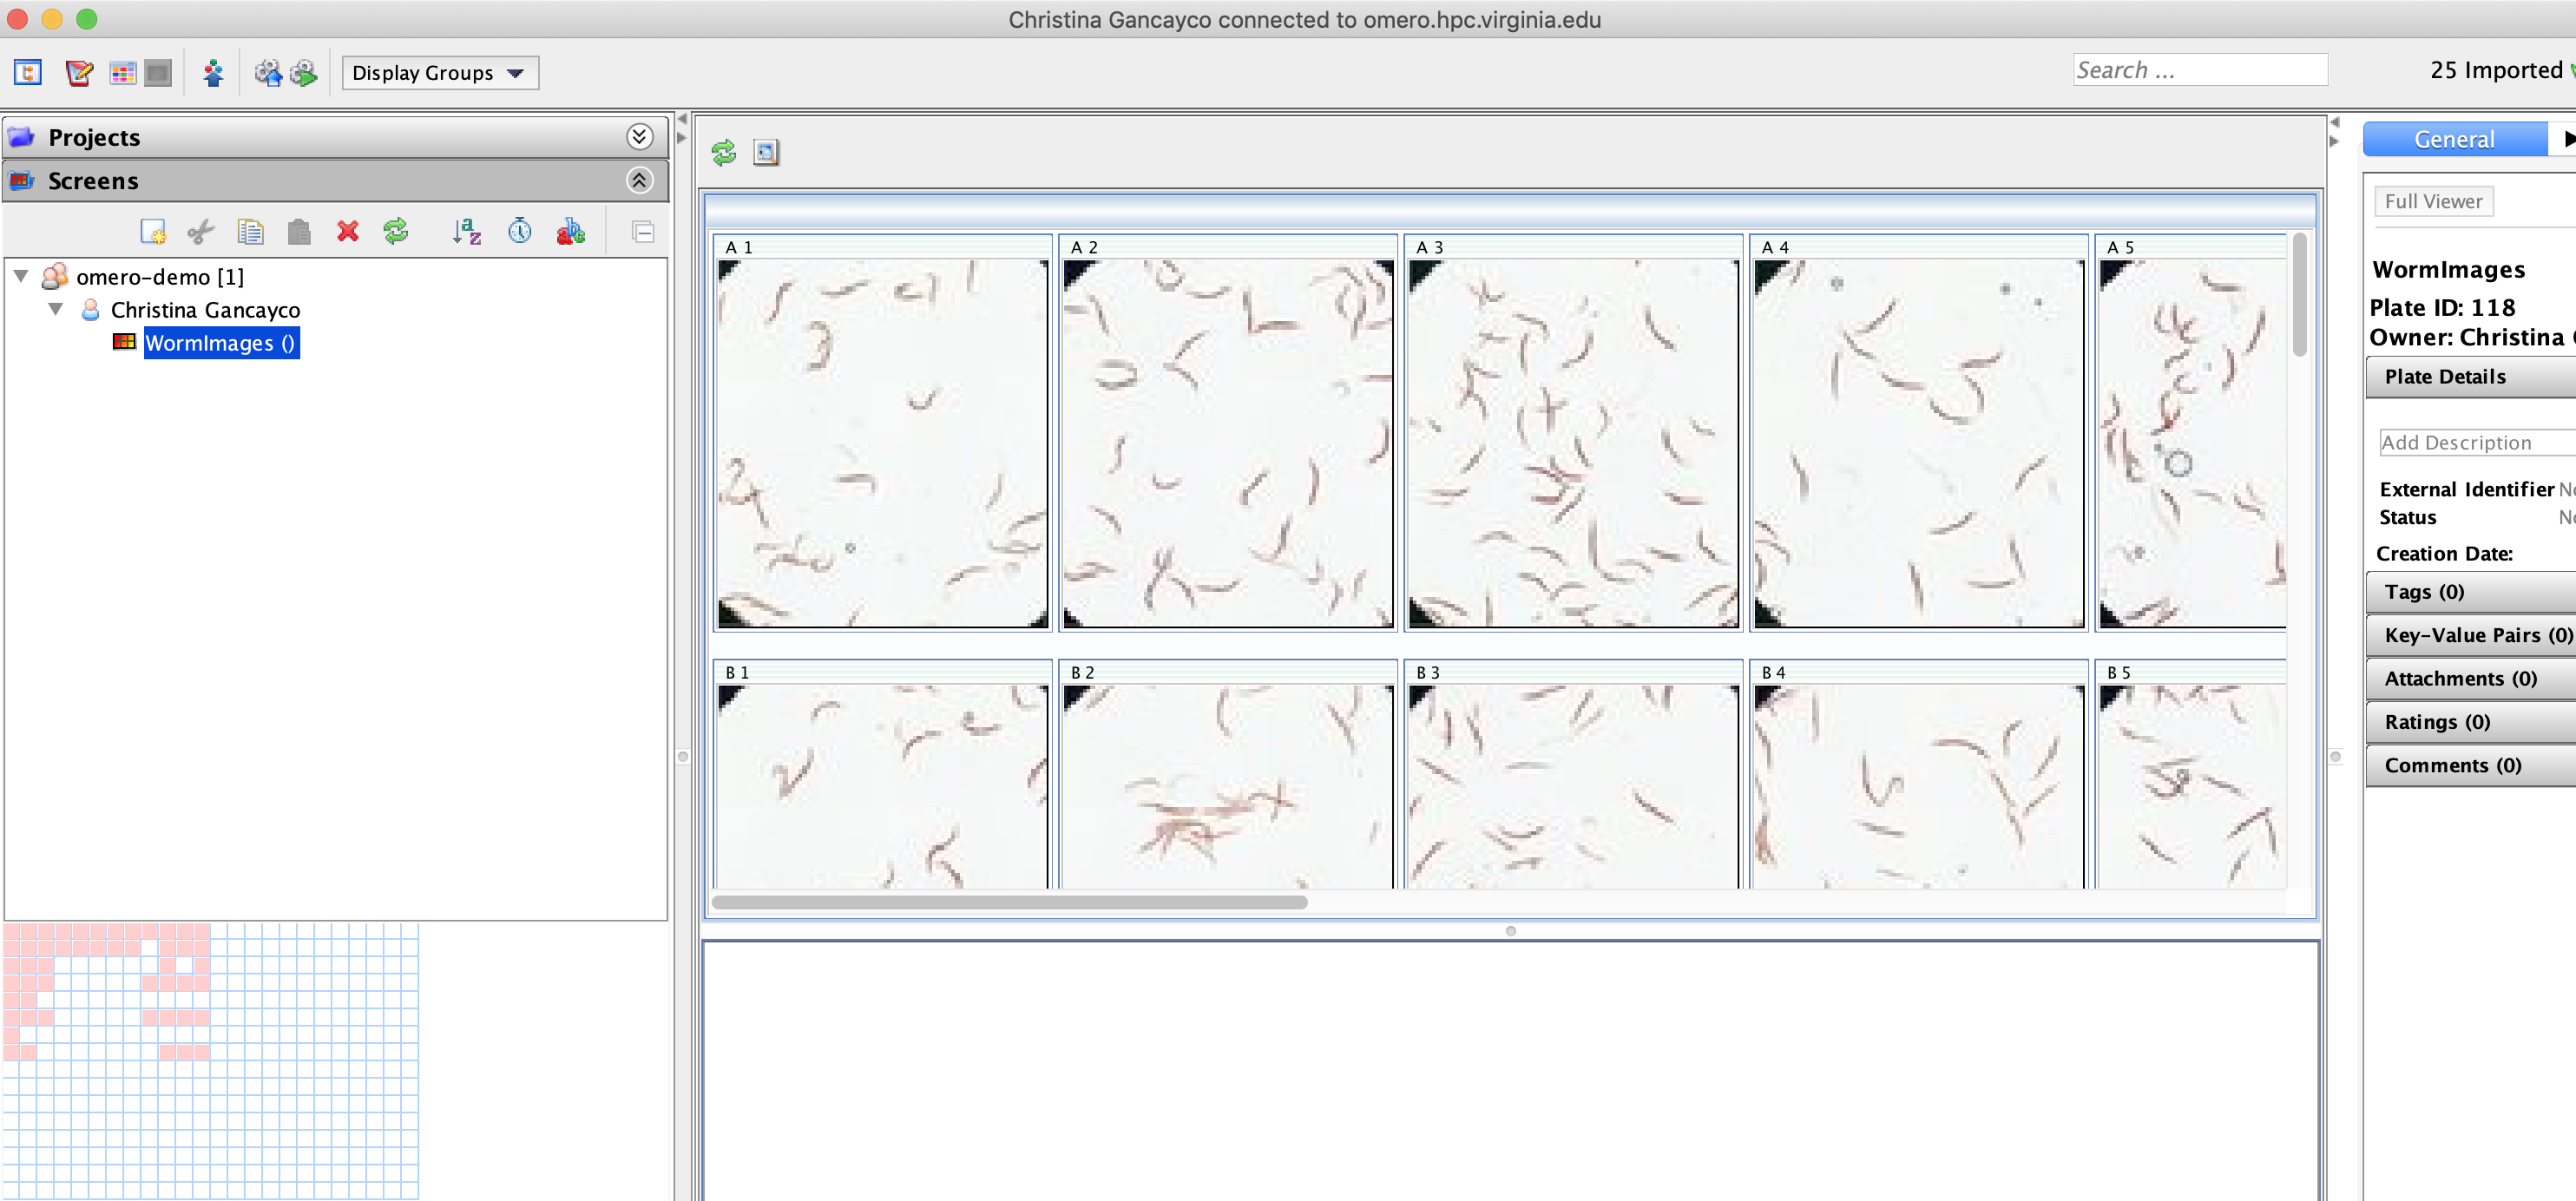 Christina Gancayco connected to omero.hpc.virginia.edu
Display Groups
Search ...
25 Imported
Projects
Screens
omero-demo [1]
Christina Gancayco
WormImages ()
A 1
A 2
A 3
A 4
A 5
B 1
B 2
B 3
B 4
B 5
General
Full Viewer
WormImages
Plate ID: 118
Owner: Christina
Plate Details
Add Description
External Identifier
Status
Creation Date:
Tags (0)
Key-Value Pairs (0)
Attachments (0)
Ratings (0)
Comments (0)